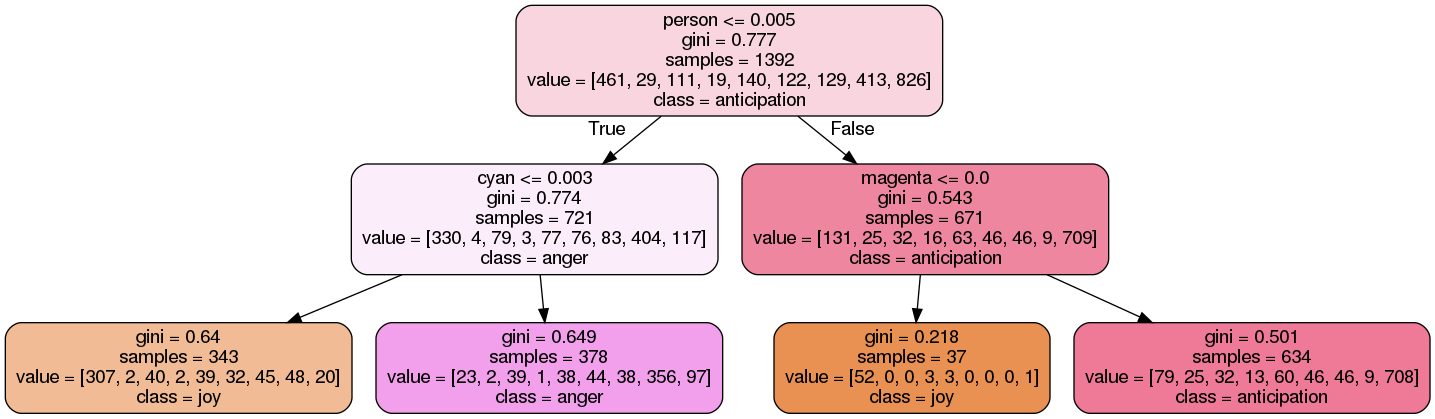 person <= 0.005
gini = 0.777
samples = 1392
value = [461, 29, 111, 19, 140, 122, 129, 413, 826]
class = anticipation
True
False
cyan <= 0.003
gini = 0.774
samples = 721
value = [330, 4, 79, 3, 77, 76, 83, 404, 117]
class = anger
magenta <= 0.0
gini = 0.543
samples = 671
value = [131, 25, 32, 16, 63, 46, 46, 9, 709]
class = anticipation
gini = 0.64
samples = 343
value = [307, 2, 40, 2, 39, 32, 45, 48, 20]
class = joy
gini = 0.649
samples = 378
value = [23, 2, 39, 1, 38, 44, 38, 356, 97]
class = anger
gini = 0.218
samples = 37
value = [52, 0, 0, 3, 3, 0, 0, 0, 1]
class = joy
gini = 0.501
samples = 634
value = [79, 25, 32, 13, 60, 46, 46, 9, 708]
class = anticipation